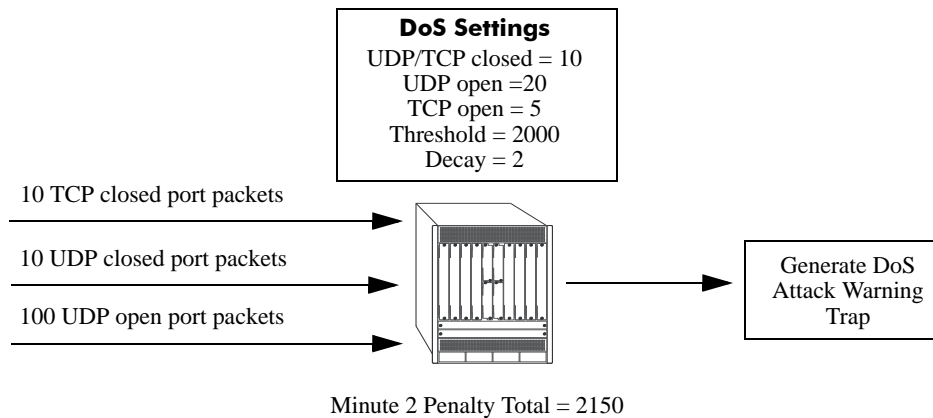 DoS Settings
UDP/TCP closed = 10
UDP open =20
TCP open = 5
Threshold = 2000
Decay = 2
10 TCP closed port packets
10 UDP closed port packets
100 UDP open port packets
Generate DoS
Attack Warning
Trap
Minute 2 Penalty Total = 2150